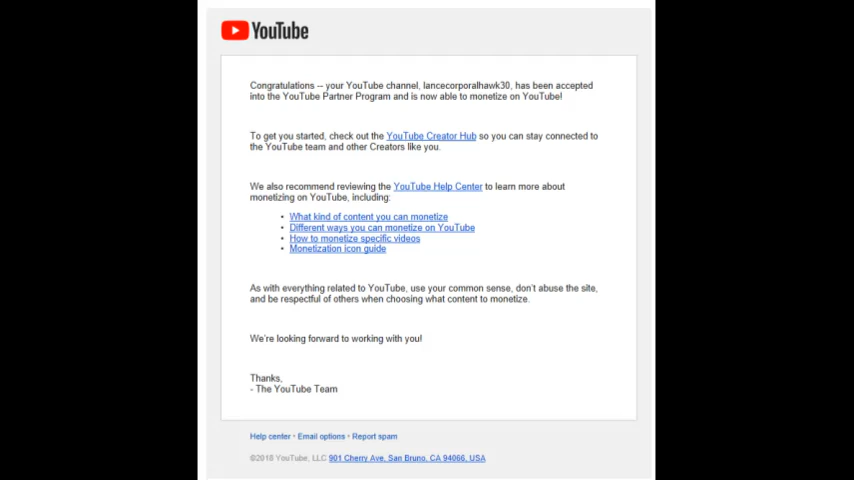 YouTube
Congratulations -- your YouTube channel, lancecorporalhawk30, has been accepted
into the YouTube Partner Program and is now able to monetize on YouTube!
To get you started, check out the YouTube Creator Hub so you can stay connected to
the YouTube team and other Creators like you.
We also recommend reviewing the YouTube Help Center to learn more about
monetizing on YouTube, including:
• What kind of content you can monetize
• Different ways you can monetize on YouTube
• How to monetize specific videos
• Monetization icon guide
As with everything related to YouTube, use your common sense, don't abuse the site,
and be respectful of others when choosing what content to monetize.
We're looking forward to working with you!
Thanks,
- The YouTube Team
Help center • Email options • Report spam
©2018 YouTube, LLC 901 Cherry Ave, San Bruno, CA 94066, USA